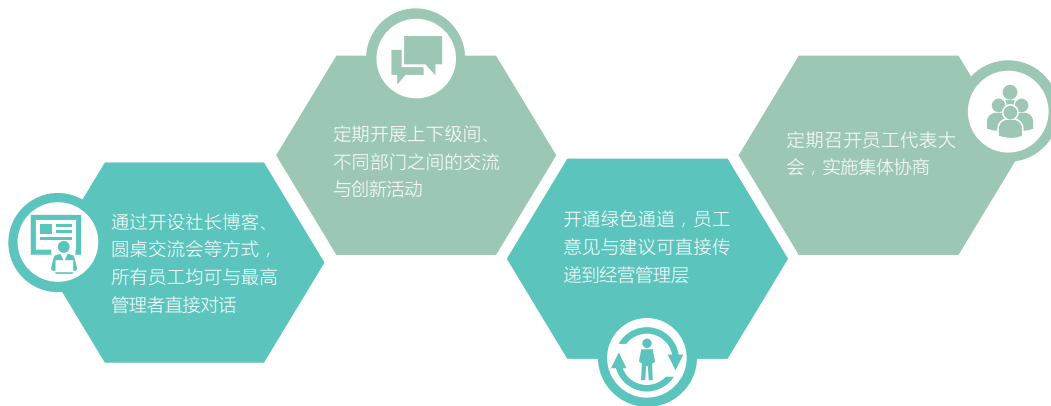 通过开设社长博客、
圆桌交流会等方式，
所有员工均可与最高
管理者直接对话
定期开展上下级间、
不同部门之间的交流
与创新活动
开通绿色通道，员工
意见与建议可直接传
递到经营管理层
定期召开员工代表大
会，实施集体协商